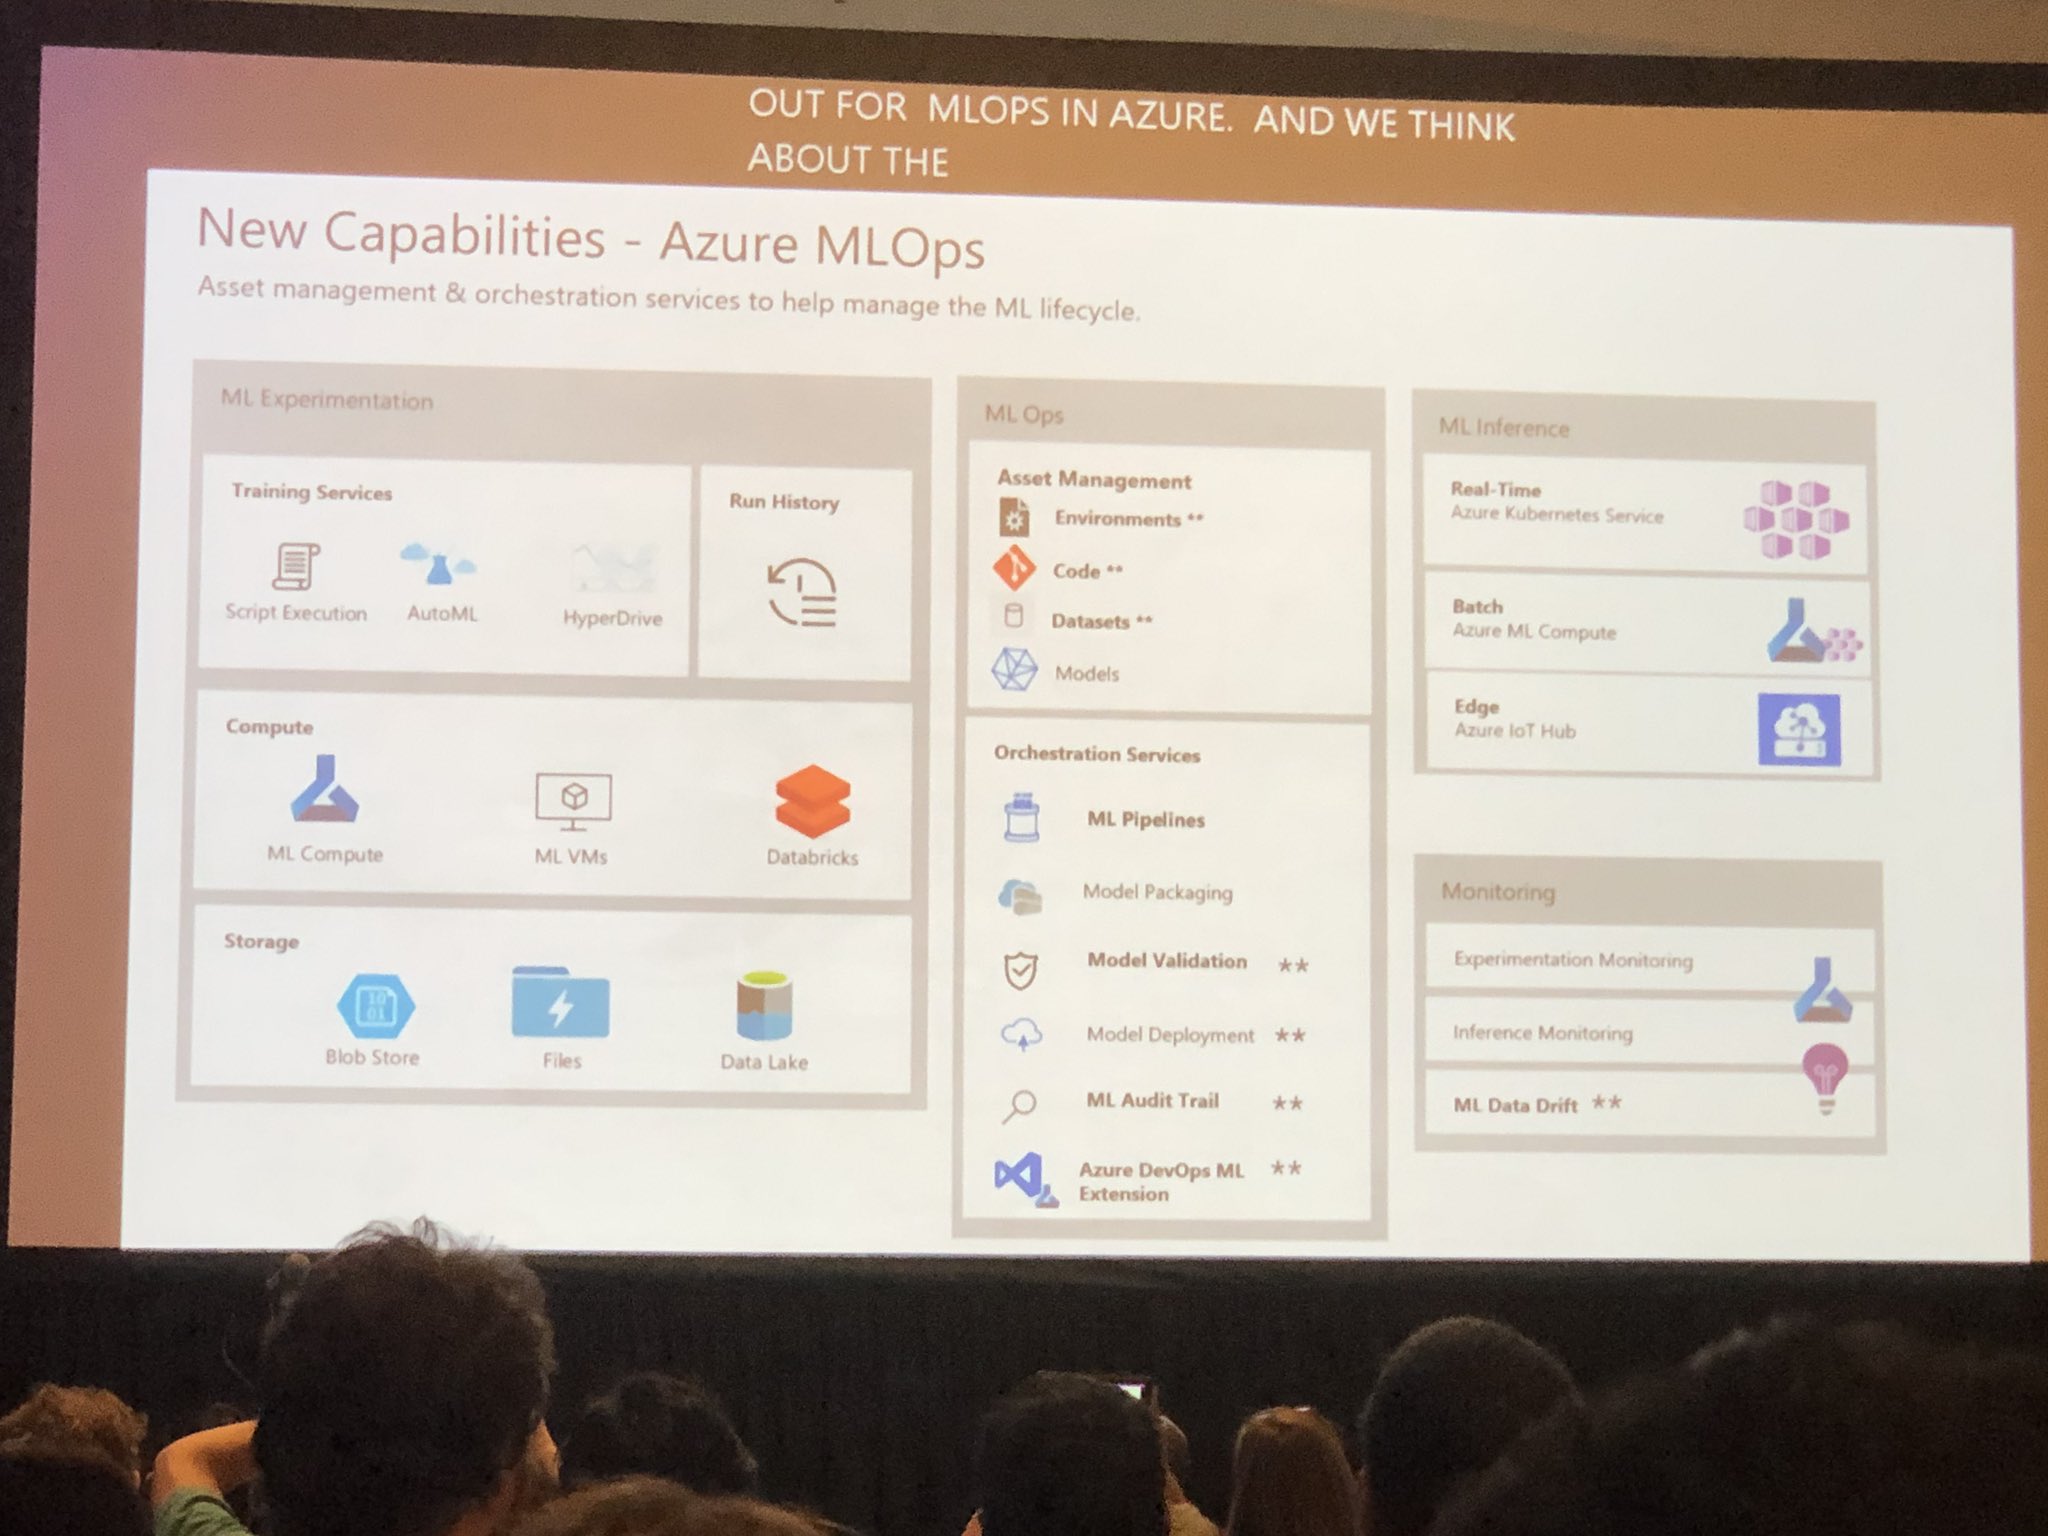 OUT FOR MLOPS IN AZURE. AND WE THINK
ABOUT THE
New Capabilities - Azure MLOps
Asset management & orchestration services to help manage the ML lifecycle.
ML Experimentation
Training Services
Script Execution
AutoML
HyperDrive
Run History
Compute
ML Compute
ML VMs
Databricks
Storage
10
01
Blob Store
Files
Data Lake
ML Ops
Asset Management
Environments **
Code **
Datasets **
Models
Orchestration Services
ML Pipelines
Model Packaging
Model Validation **
Model Deployment **
ML Audit Trail **
Azure DevOps ML **
Extension
ML Inference
Real-Time
Azure Kubernetes Service
Batch
Azure ML Compute
Edge
Azure IoT Hub
Monitoring
Experimentation Monitoring
Inference Monitoring
ML Data Drift **